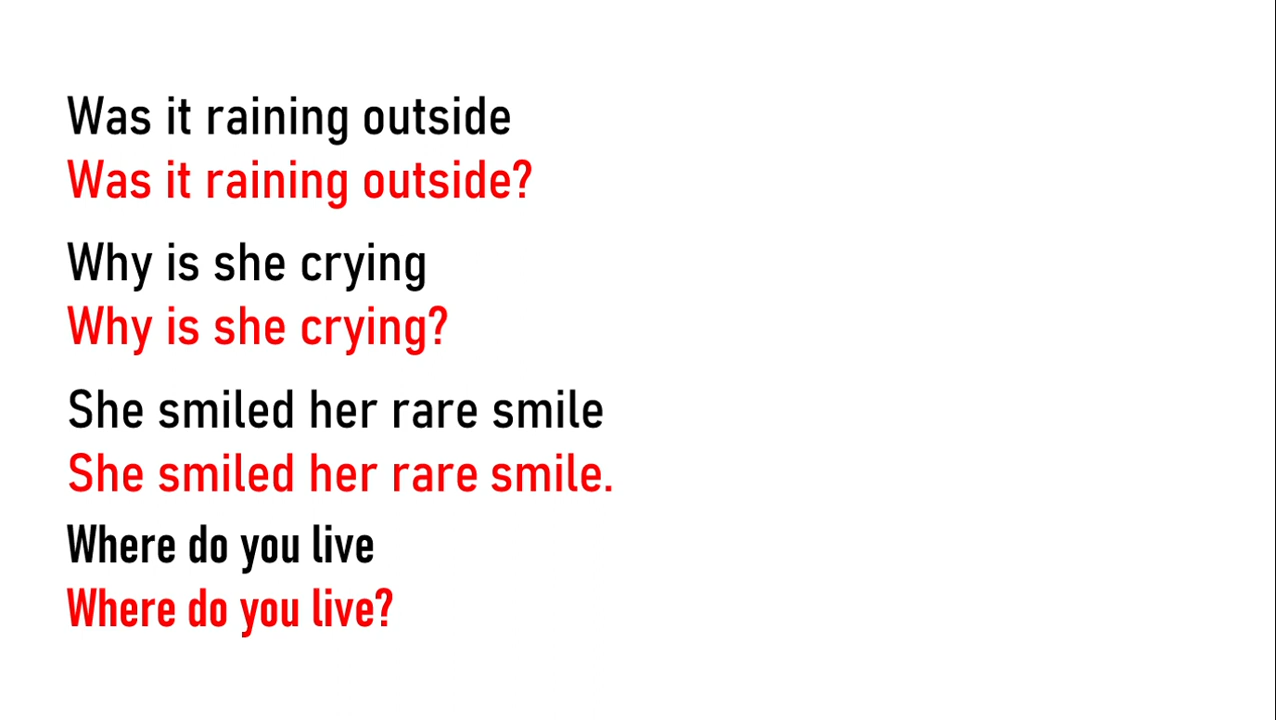 Was it raining outside
Was it raining outside?
Why is she crying
Why is she crying?
She smiled her rare smile
She smiled her rare smile.
Where do you live
Where do you live?